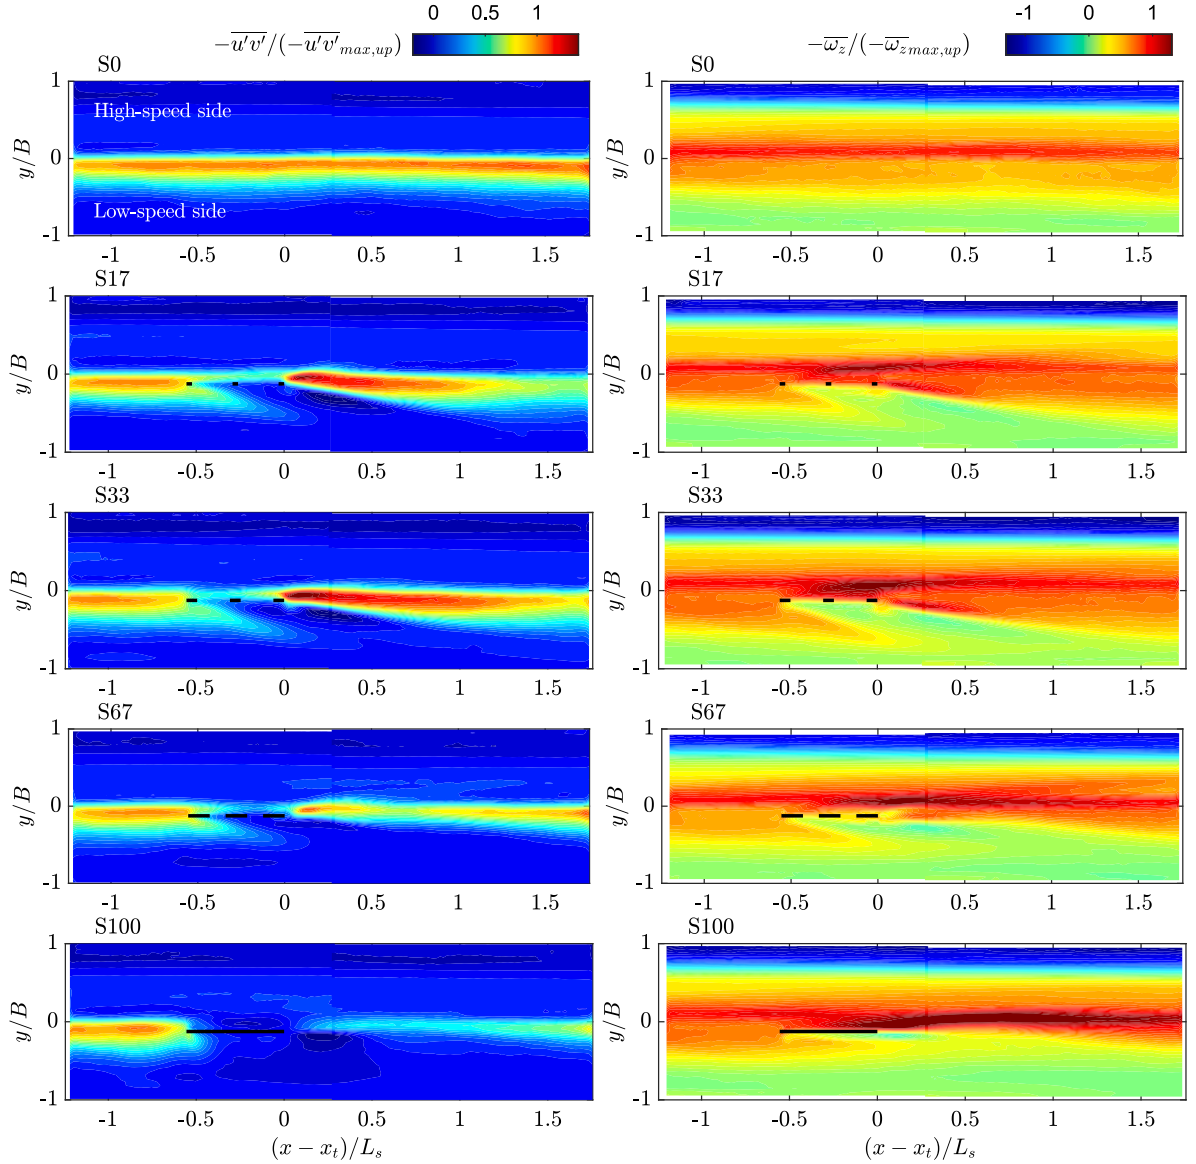 0 0.5 1
-1 0 1
$-\overline{u'v'}/(-\overline{u'v'}_{max,up})$
$-\overline{\omega_z}/(-\overline{\omega_z}_{max,up})$
S0
S0
1
High-speed side
0
Low-speed side
-1
y/B
-1 -0.5 0 0.5 1 1.5
1
0
-1
y/B
-1 -0.5 0 0.5 1 1.5
S17
S17
1
0
-1
y/B
-1 -0.5 0 0.5 1 1.5
1
0
-1
y/B
-1 -0.5 0 0.5 1 1.5
S33
S33
1
0
-1
y/B
-1 -0.5 0 0.5 1 1.5
1
0
-1
y/B
-1 -0.5 0 0.5 1 1.5
S67
S67
1
0
-1
y/B
-1 -0.5 0 0.5 1 1.5
1
0
-1
y/B
-1 -0.5 0 0.5 1 1.5
S100
S100
1
0
-1
y/B
-1 -0.5 0 0.5 1 1.5
1
0
-1
y/B
-1 -0.5 0 0.5 1 1.5
$(x - x_t)/L_s$
$(x - x_t)/L_s$